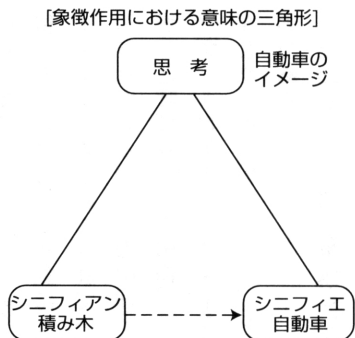 [象徴作用における意味の三角形]
思 考
自動車の
イメージ
シニフィアン
積み木
シニフィエ
自動車